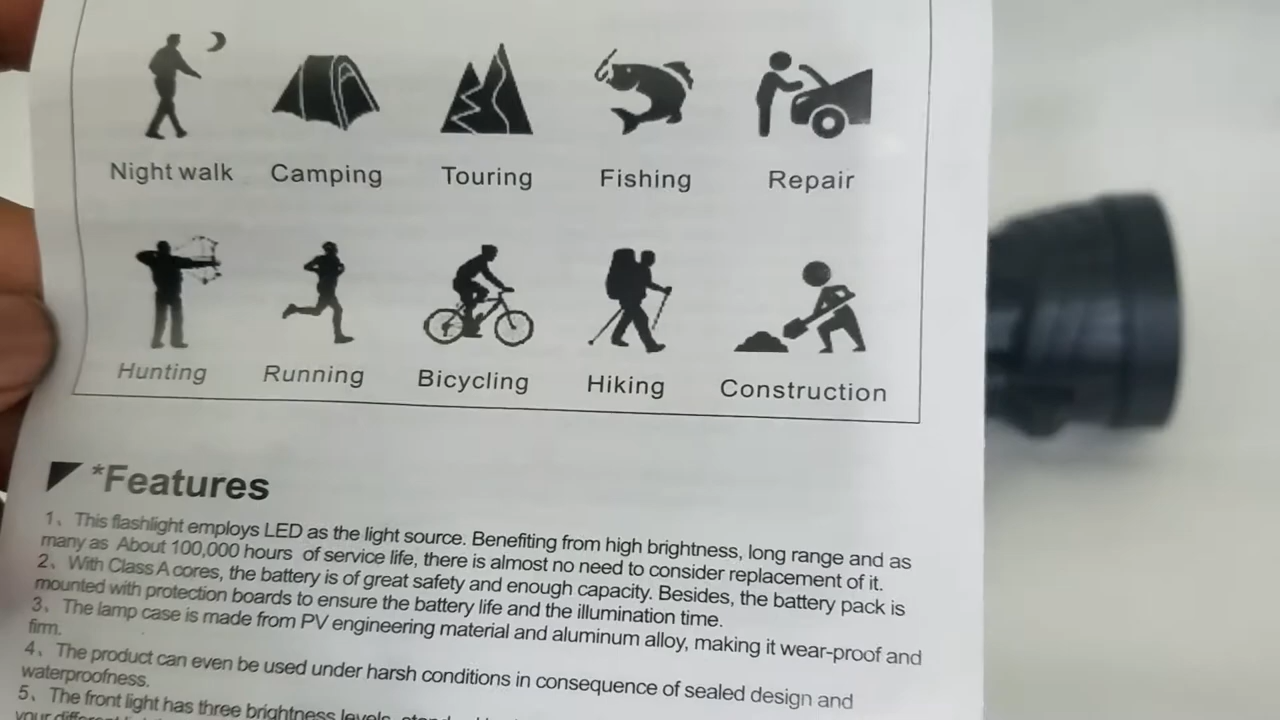 Night walk Camping Touring Fishing Repair
Hunting Running Bicycling Hiking Construction
*Features
1、This flashlight employs LED as the light source. Benefiting from high brightness, long range and as
many as About 100,000 hours of service life, there is almost no need to consider replacement of it.
2、With Class A cores, the battery is of great safety and enough capacity. Besides, the battery pack is
mounted with protection boards to ensure the battery life and the illumination time.
3、The lamp case is made from PV engineering material and aluminum alloy, making it wear-proof and
firm.
4、The product can even be used under harsh conditions in consequence of sealed design and
waterproofness.
5、The front light has three brightness levels,
your different